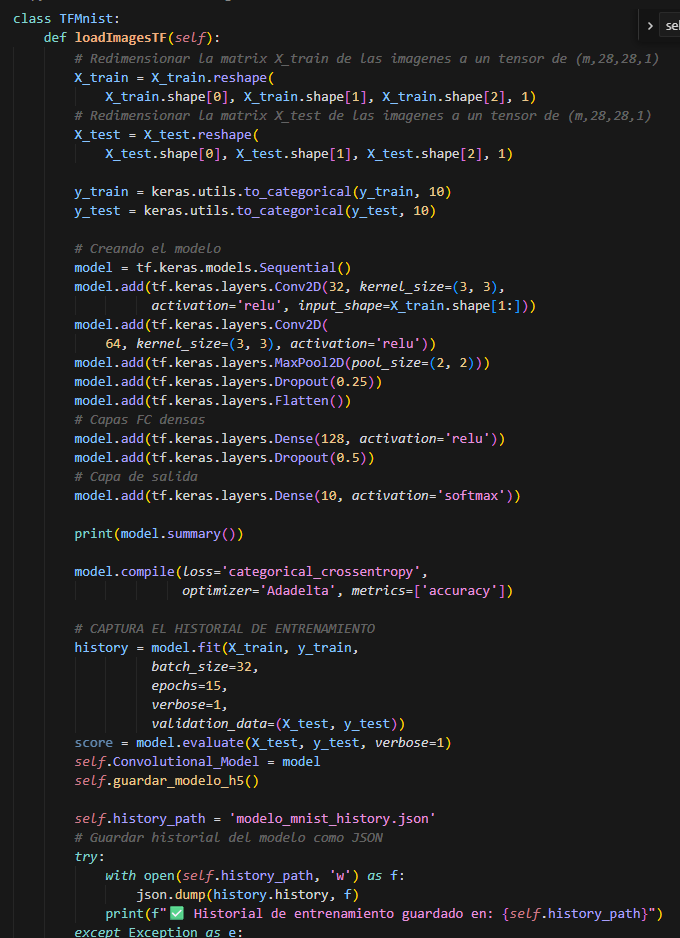 class TFMnist:
    def loadImagesTF(self):
        # Redimensionar la matrix X_train de las imagenes a un tensor de (m,28,28,1)
        X_train = X_train.reshape(
            X_train.shape[0], X_train.shape[1], X_train.shape[2], 1)
        # Redimensionar la matrix X_test de las imagenes a un tensor de (m,28,28,1)
        X_test = X_test.reshape(
            X_test.shape[0], X_test.shape[1], X_test.shape[2], 1)

        y_train = keras.utils.to_categorical(y_train, 10)
        y_test = keras.utils.to_categorical(y_test, 10)

        # Creando el modelo
        model = tf.keras.models.Sequential()
        model.add(tf.keras.layers.Conv2D(32, kernel_size=(3, 3),
                  activation='relu', input_shape=X_train.shape[1:]))
        model.add(tf.keras.layers.Conv2D(
            64, kernel_size=(3, 3), activation='relu'))
        model.add(tf.keras.layers.MaxPool2D(pool_size=(2, 2)))
        model.add(tf.keras.layers.Dropout(0.25))
        model.add(tf.keras.layers.Flatten())
        # Capas FC densas
        model.add(tf.keras.layers.Dense(128, activation='relu'))
        model.add(tf.keras.layers.Dropout(0.5))
        # Capa de salida
        model.add(tf.keras.layers.Dense(10, activation='softmax'))

        print(model.summary())

        model.compile(loss='categorical_crossentropy',
                      optimizer='Adadelta', metrics=['accuracy'])

        # CAPTURA EL HISTORIAL DE ENTRENAMIENTO
        history = model.fit(X_train, y_train,
                  batch_size=32,
                  epochs=15,
                  verbose=1,
                  validation_data=(X_test, y_test))
        score = model.evaluate(X_test, y_test, verbose=1)
        self.Convolutional_Model = model
        self.guardar_modelo_h5()

        self.history_path = 'modelo_mnist_history.json'
        # Guardar historial del modelo como JSON
        try:
            with open(self.history_path, 'w') as f:
                json.dump(history.history, f)
            print(f"✅ Historial de entrenamiento guardado en: {self.history_path}")
        except Exception as e: